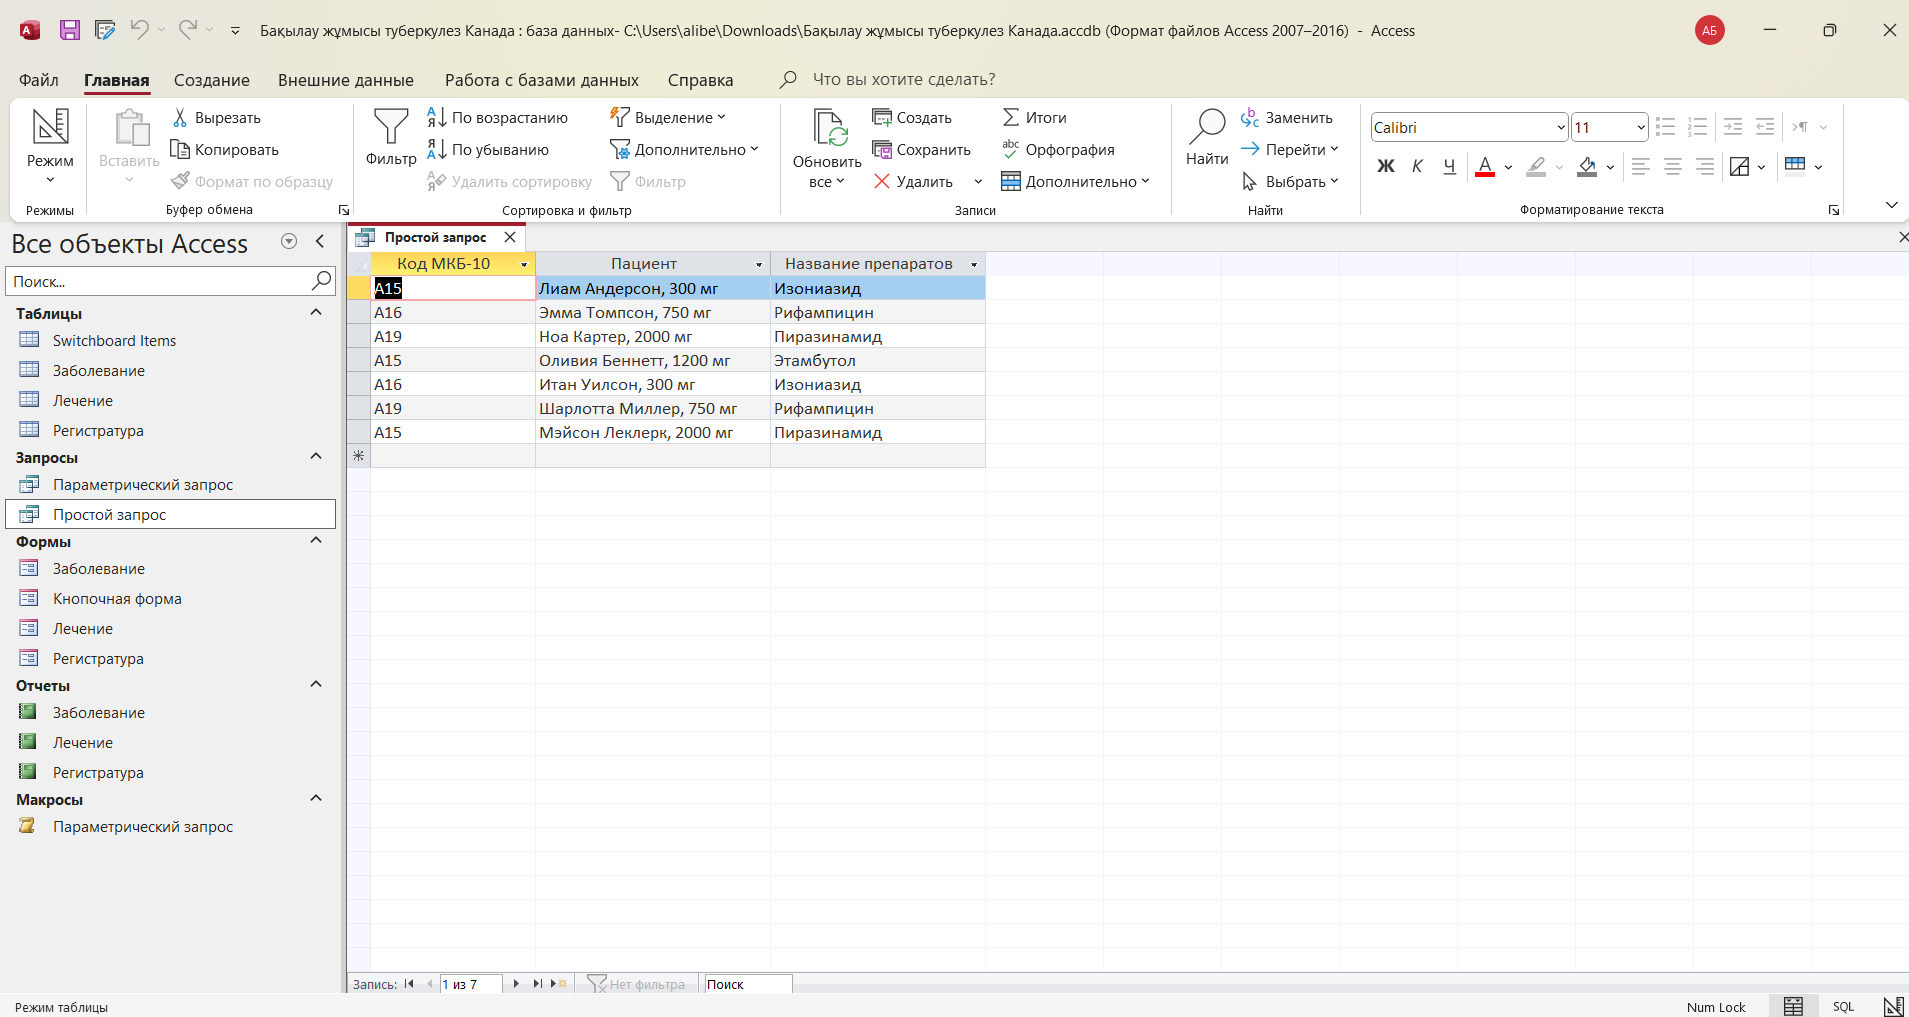 Бақылау жұмысы туберкулез Канада : база данных- C:\Users\alibe\Downloads\Бақылау жұмысы туберкулез Канада.accdb (Формат файлов Access 2007–2016) - Access
АБ
Файл Главная Создание Внешние данные Работа с базами данных Справка Что вы хотите сделать?
Режим
Режимы
Вставить
Вырезать
Копировать
Формат по образцу
Буфер обмена
Фильтр
По возрастанию
По убыванию
Удалить сортировку
Выделение
Дополнительно
Фильтр
Сортировка и фильтр
Обновить
все
Создать
Сохранить
Удалить
Итоги
Орфография
Дополнительно
Записи
Найти
Заменить
Перейти
Выбрать
Найти
Calibri 11
Ж К Ч А
Форматирование текста
Все объекты Access
Поиск...
Таблицы
Switchboard Items
Заболевание
Лечение
Регистратура
Запросы
Параметрический запрос
Простой запрос
Формы
Заболевание
Кнопочная форма
Лечение
Регистратура
Отчеты
Заболевание
Лечение
Регистратура
Макросы
Параметрический запрос
Простой запрос
Код МКБ-10 Пациент Название препаратов
A15 Лиам Андерсон, 300 мг Изониазид
A16 Эмма Томпсон, 750 мг Рифампицин
A19 Ноа Картер, 2000 мг Пиразинамид
A15 Оливия Беннетт, 1200 мг Этамбутол
A16 Итан Уилсон, 300 мг Изониазид
A19 Шарлотта Миллер, 750 мг Рифампицин
A15 Мэйсон Леклерк, 2000 мг Пиразинамид
Запись: 1 из 7 Нет фильтра Поиск
Режим таблицы Num Lock SQL